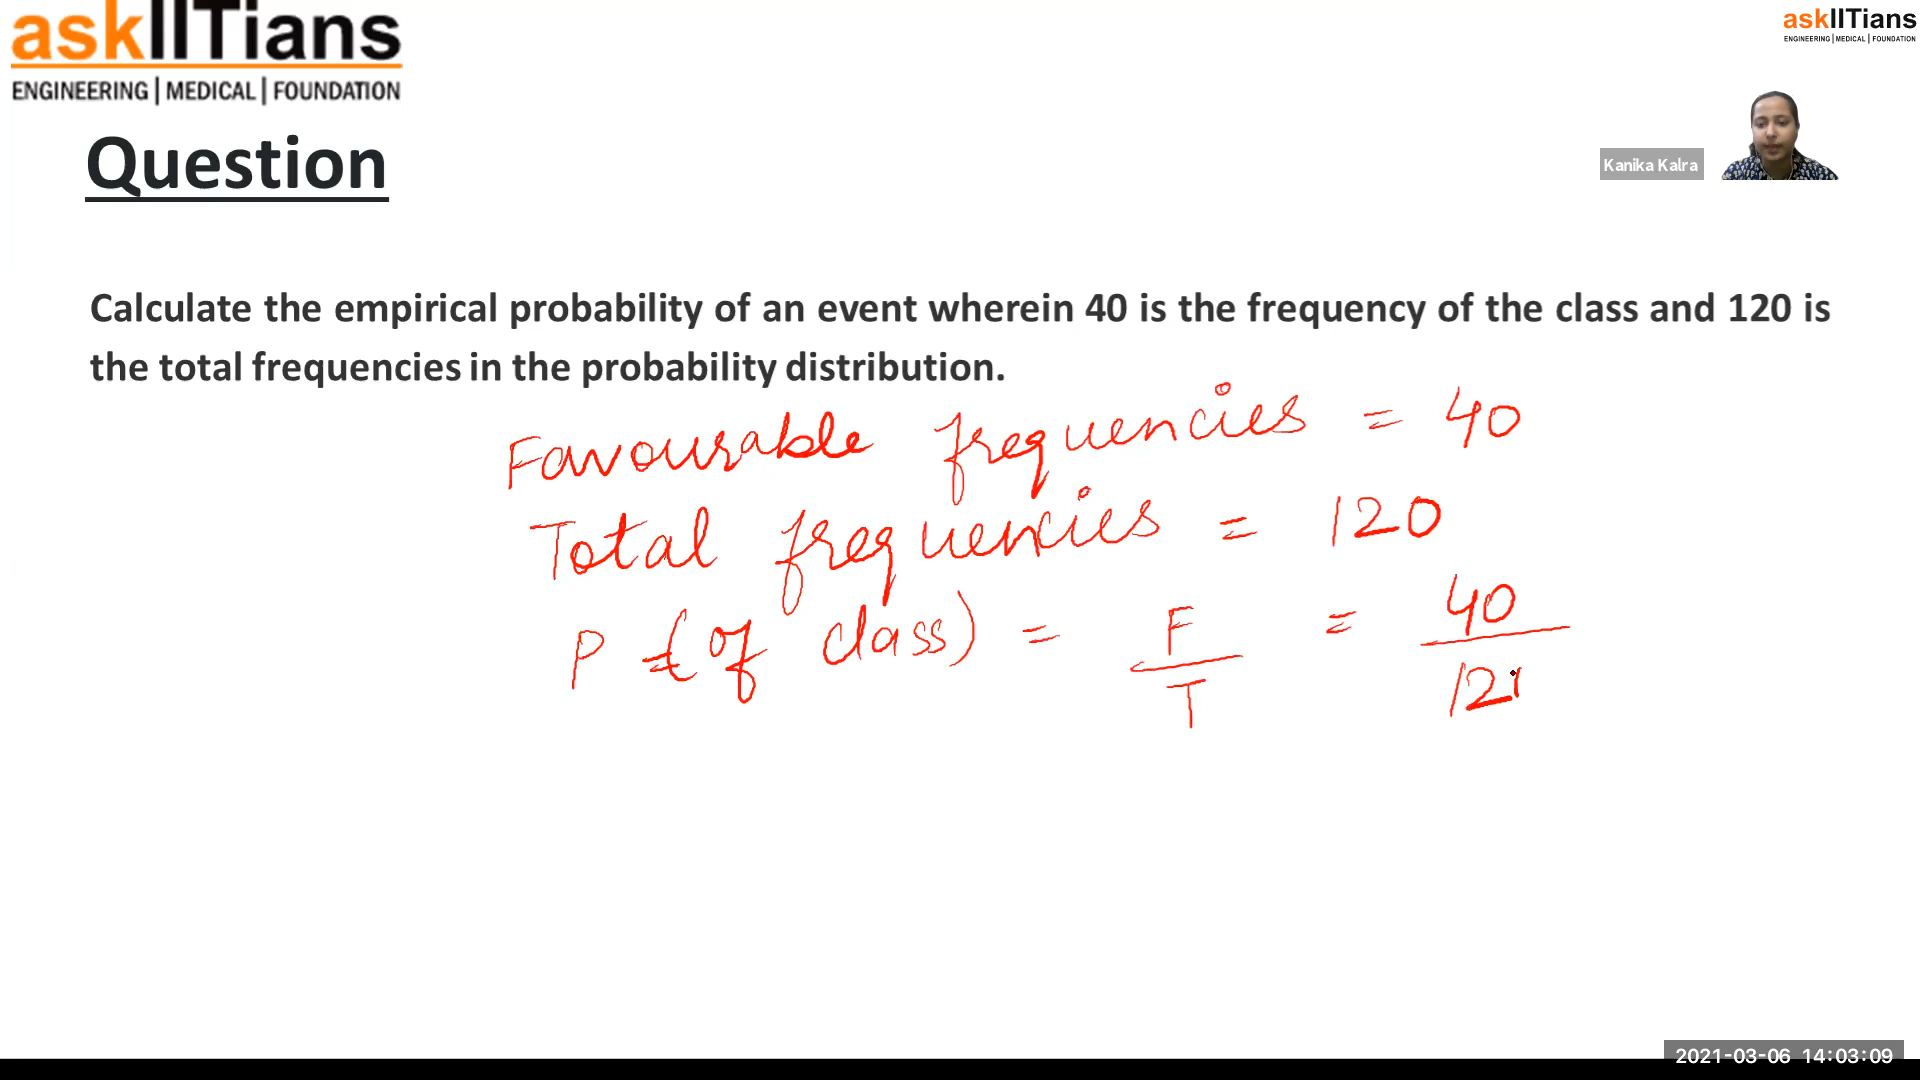 askIITians
ENGINEERING | MEDICAL | FOUNDATION
askIITians
ENGINEERING | MEDICAL | FOUNDATION
Kanika Kalra
Question
Calculate the empirical probability of an event wherein 40 is the frequency of the class and 120 is
the total frequencies in the probability distribution.
Favourable frequencies = 40
Total frequencies = 120
P (of class) = F/T = 40/12
2021-03-06 14:03:09